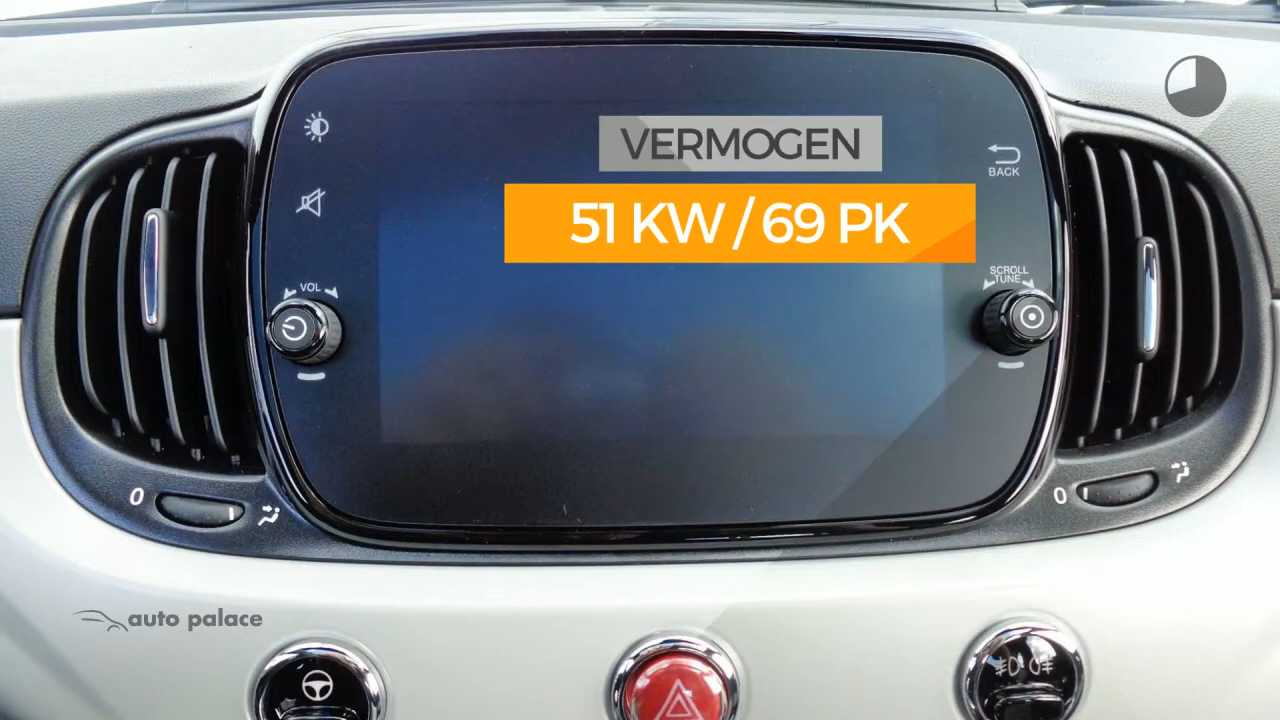 VERMOGEN
51 KW / 69 PK
BACK
VOL
SCROLL
TUNE
0
0
auto palace